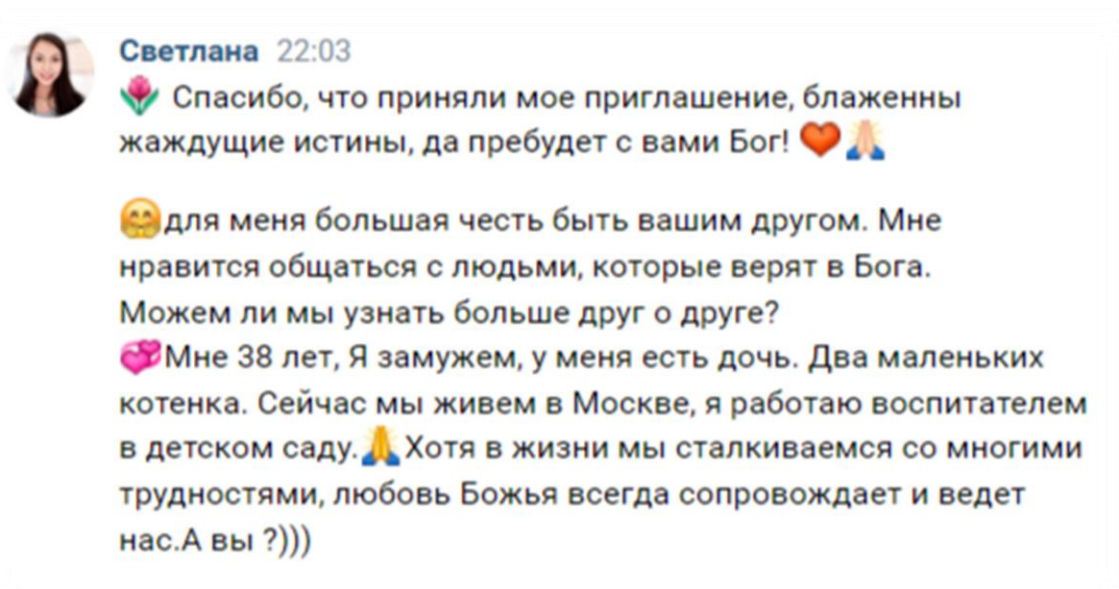 Светлана 22:03
🌷 Спасибо, что приняли мое приглашение, блаженны
жаждущие истины, да пребудет с вами Бог! ❤️🙏🏻
🤗для меня большая честь быть вашим другом. Мне
нравится общаться с людьми, которые верят в Бога.
Можем ли мы узнать больше друг о друге?
💞Мне 38 лет, Я замужем, у меня есть дочь. Два маленьких
котенка. Сейчас мы живем в Москве, я работаю воспитателем
в детском саду.🙏Хотя в жизни мы сталкиваемся со многими
трудностями, любовь Божья всегда сопровождает и ведет
нас.А вы ?)))